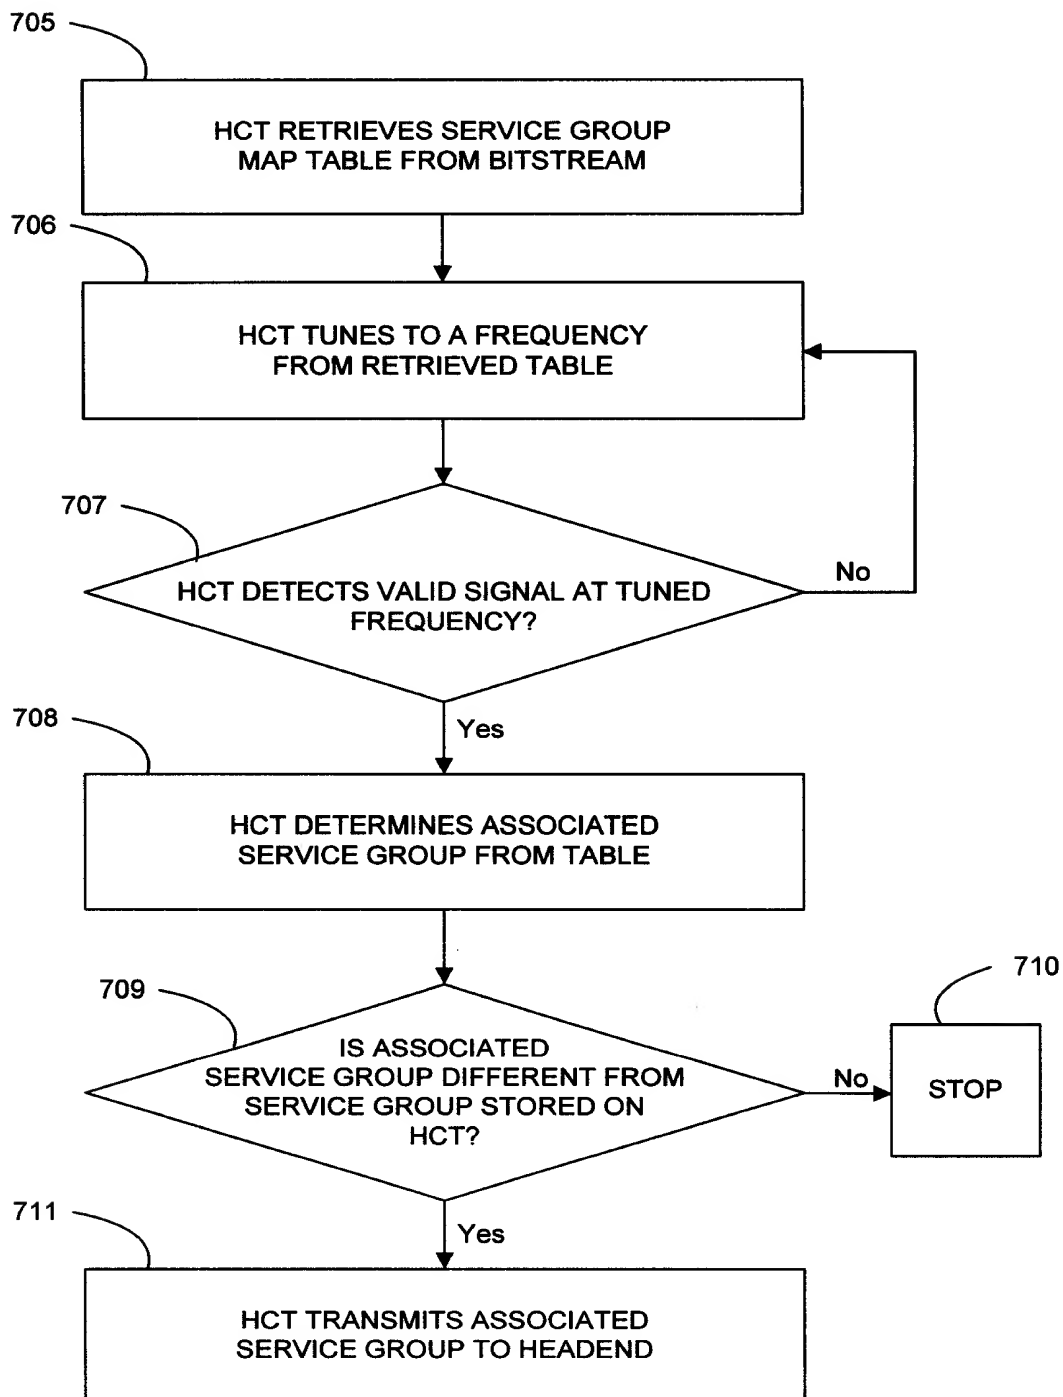 705
HCT RETRIEVES SERVICE GROUP
MAP TABLE FROM BITSTREAM
706
HCT TUNES TO A FREQUENCY
FROM RETRIEVED TABLE
707
HCT DETECTS VALID SIGNAL AT TUNED
FREQUENCY?
No
Yes
708
HCT DETERMINES ASSOCIATED
SERVICE GROUP FROM TABLE
709
IS ASSOCIATED
SERVICE GROUP DIFFERENT FROM
SERVICE GROUP STORED ON
HCT?
No
710
STOP
Yes
711
HCT TRANSMITS ASSOCIATED
SERVICE GROUP TO HEADEND